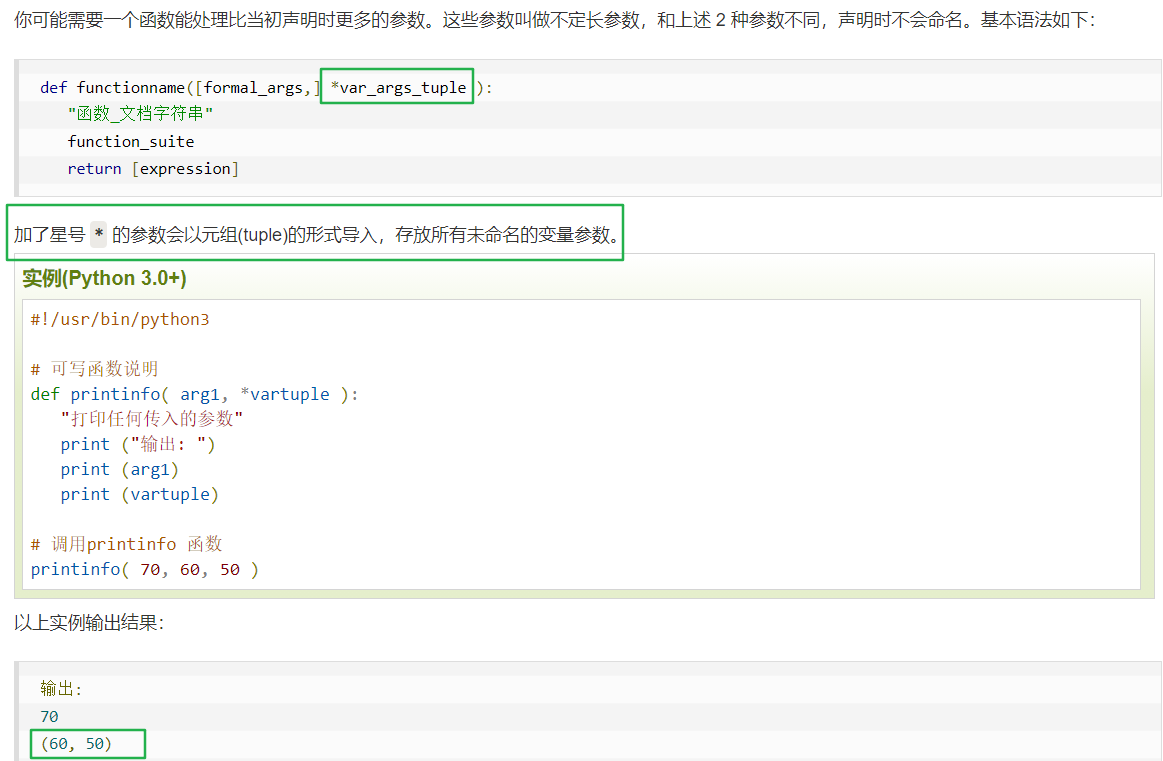 你可能需要一个函数能处理比当初声明时更多的参数。这些参数叫做不定长参数，和上述 2 种参数不同，声明时不会命名。基本语法如下：
def functionname([formal_args,] *var_args_tuple ):
"函数_文档字符串"
function_suite
return [expression]
加了星号 * 的参数会以元组(tuple)的形式导入，存放所有未命名的变量参数。
实例(Python 3.0+)
#!/usr/bin/python3
# 可写函数说明
def printinfo( arg1, *vartuple ):
"打印任何传入的参数"
print ("输出: ")
print (arg1)
print (vartuple)
# 调用printinfo 函数
printinfo( 70, 60, 50 )
以上实例输出结果：
输出:
70
(60, 50)